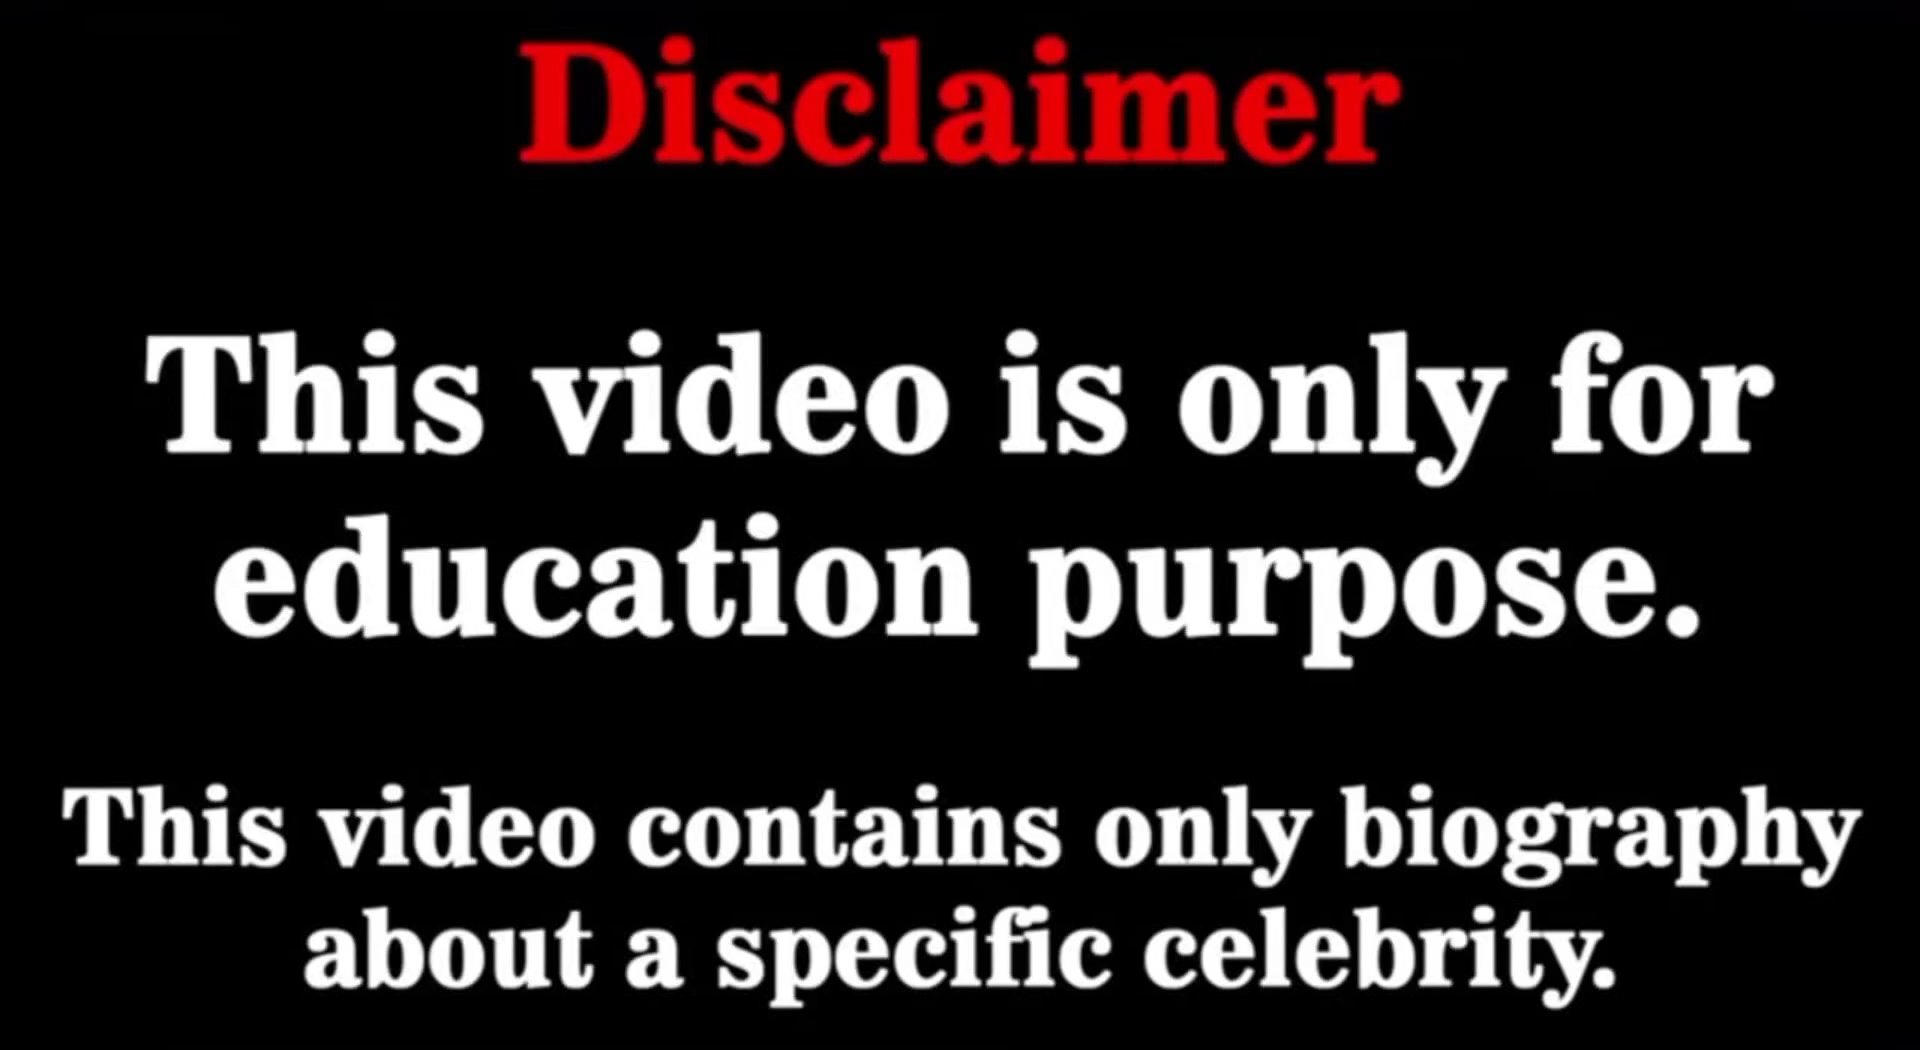 Disclaimer
This video is only for
education purpose.
This video contains only biography
about a specific celebrity.